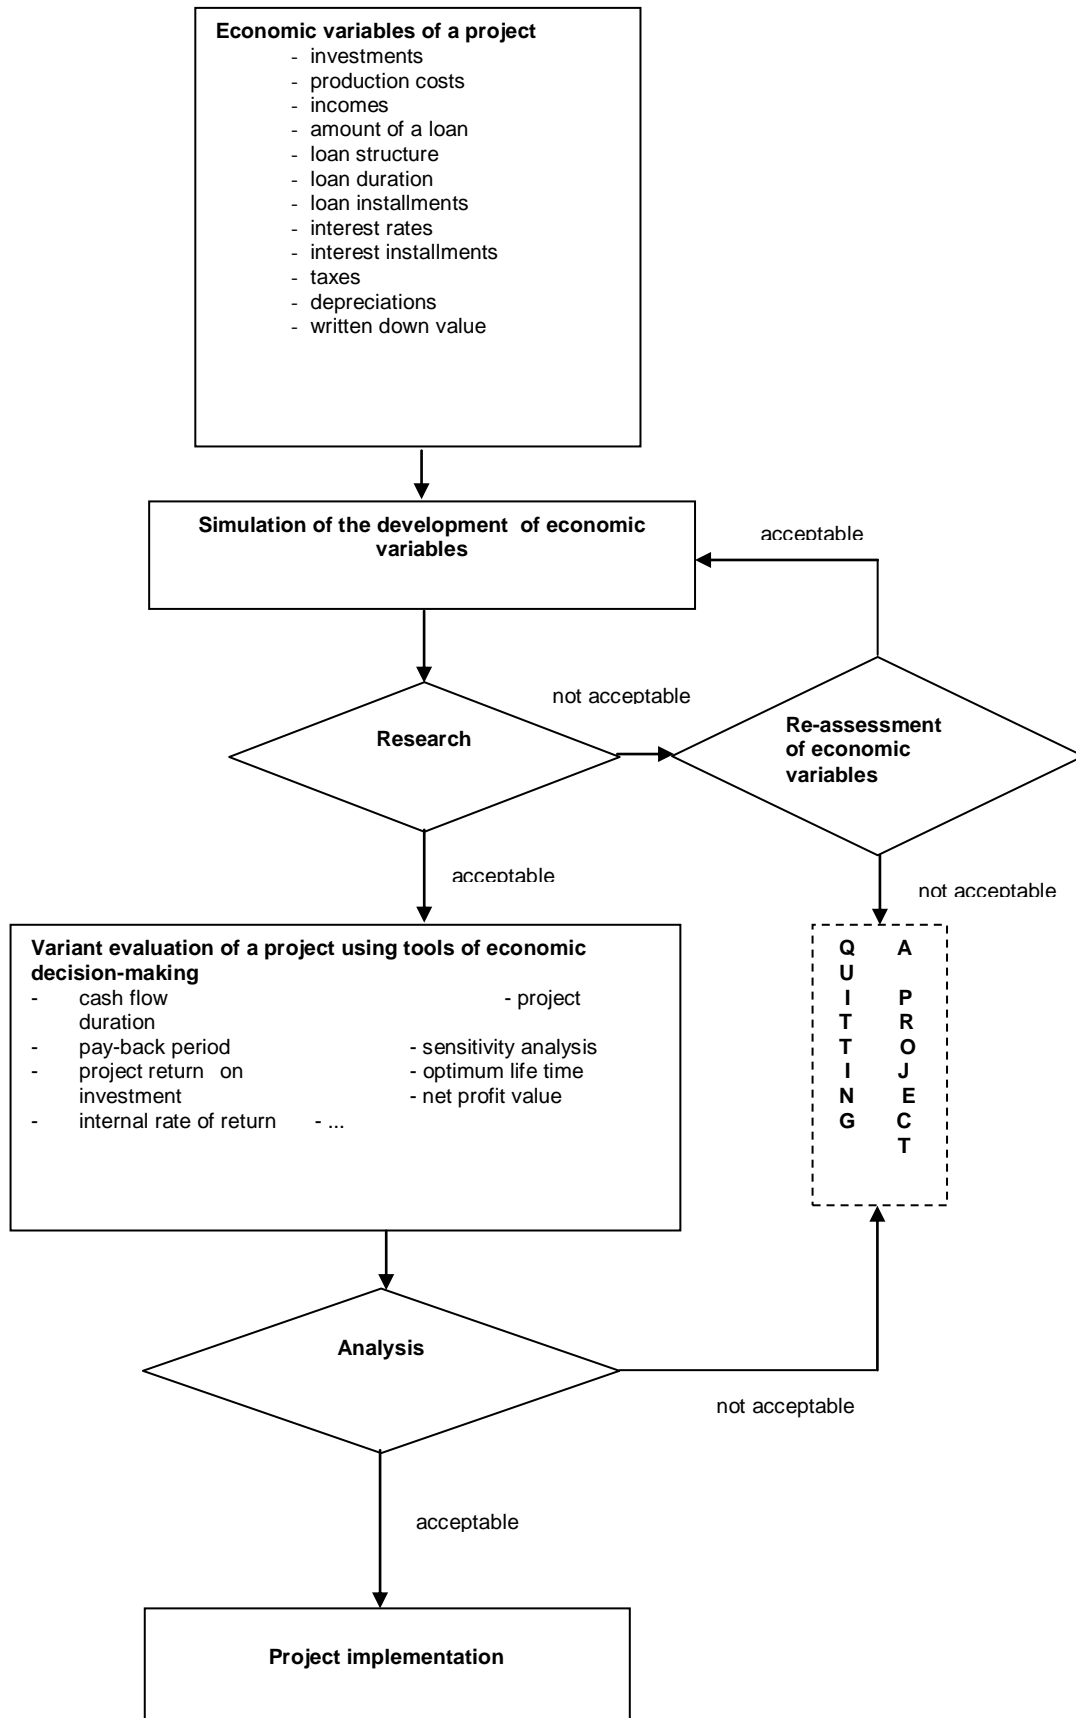 Economic variables of a project
- investments
- production costs
- incomes
- amount of a loan
- loan structure
- loan duration
- loan installments
- interest rates
- interest installments
- taxes
- depreciations
- written down value
Simulation of the development of economic
variables
acceptable
Research
not acceptable
Re-assessment
of economic
variables
acceptable
not acceptable
Variant evaluation of a project using tools of economic
decision-making
- cash flow - project
duration
- pay-back period - sensitivity analysis
- project return on - optimum life time
investment - net profit value
- internal rate of return - ...
QUITTING
A PROJECT
Analysis
not acceptable
acceptable
Project implementation